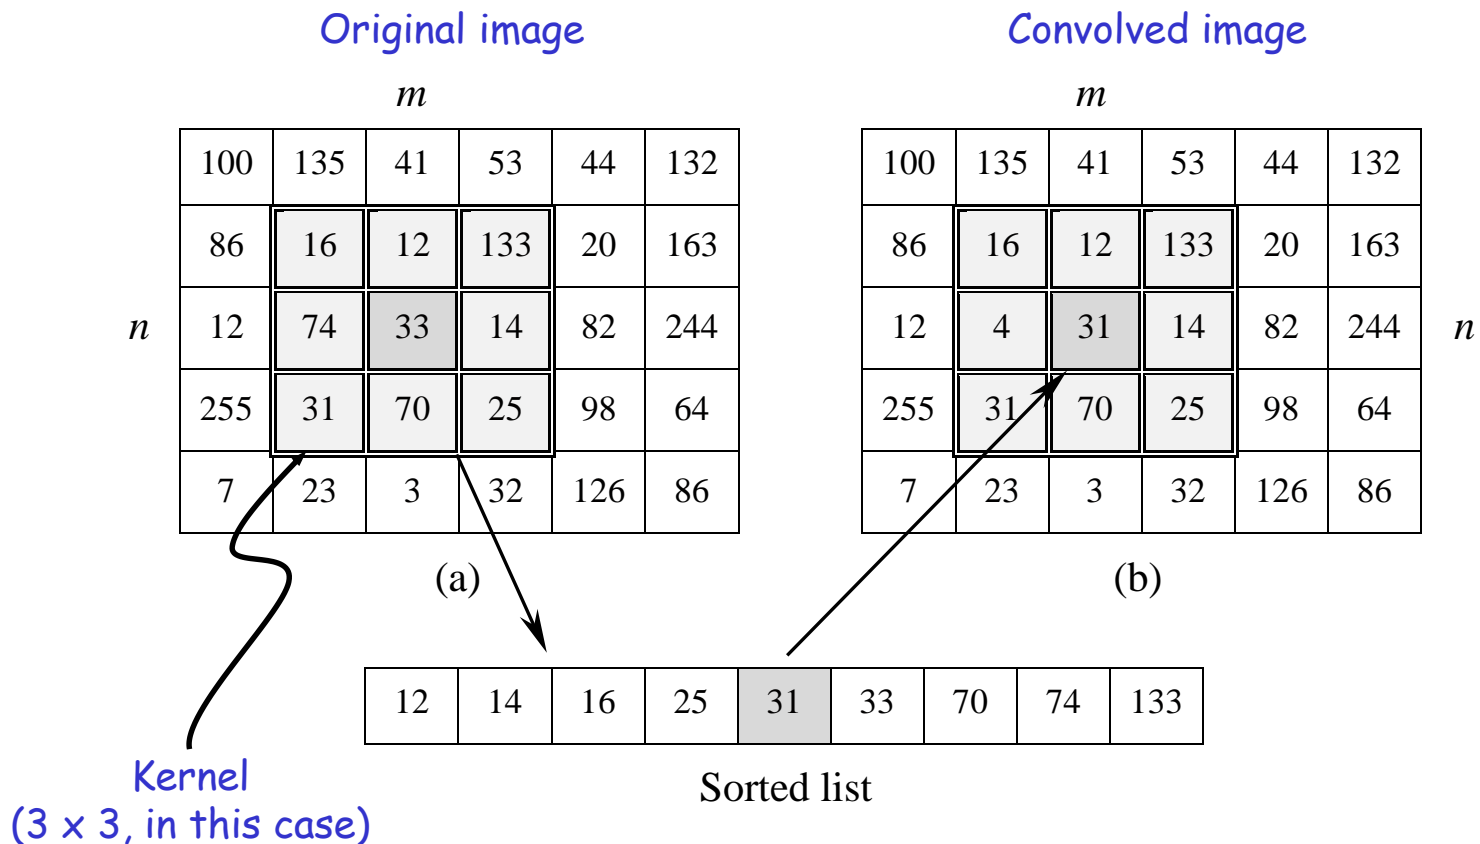 Original image Convolved image
m m
100 135 41 53 44 132 100 135 41 53 44 132
86 16 12 133 20 163 86 16 12 133 20 163
n 12 74 33 14 82 244 12 4 31 14 82 244 n
255 31 70 25 98 64 255 31 70 25 98 64
7 23 3 32 126 86 7 23 3 32 126 86
(a) (b)
12 14 16 25 31 33 70 74 133
Sorted list
Kernel
(3 x 3, in this case)